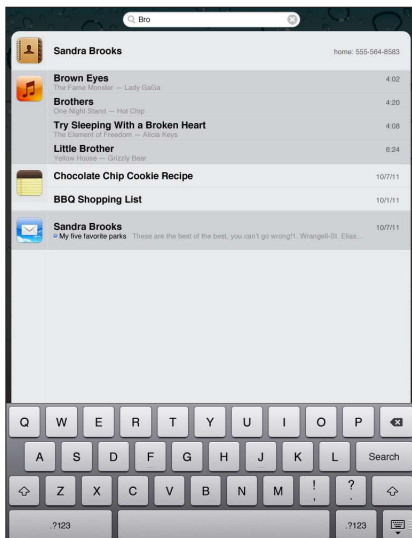 Bro
Sandra Brooks home: 555-564-8583
Brown Eyes 4:02
The Fame Monster — Lady GaGa
Brothers 4:20
One Night Stand — Hot Chip
Try Sleeping With a Broken Heart 4:08
The Element of Freedom — Alicia Keys
Little Brother 6:24
Yellow House — Grizzly Bear
Chocolate Chip Cookie Recipe 10/7/11
BBQ Shopping List 10/1/11
Sandra Brooks 10/7/11
My five favorite parks These are the best of the best, you can't go wrong!1. Wrangell-St. Elias...
Q W E R T Y U I O P
A S D F G H J K L Search
Z X C V B N M ! , ? .
.?123 .?123